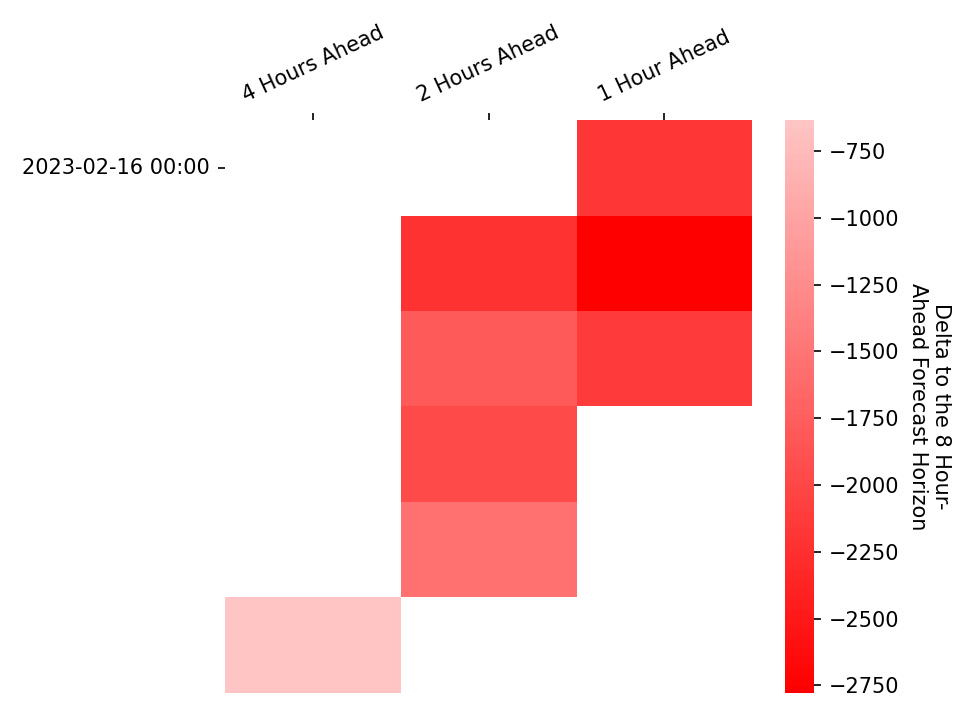 4 Hours Ahead
2 Hours Ahead
1 Hour Ahead
2023-02-16 00:00
−750
−1000
−1250
−1500
−1750
−2000
−2250
−2500
−2750
Delta to the 8 Hour-
Ahead Forecast Horizon